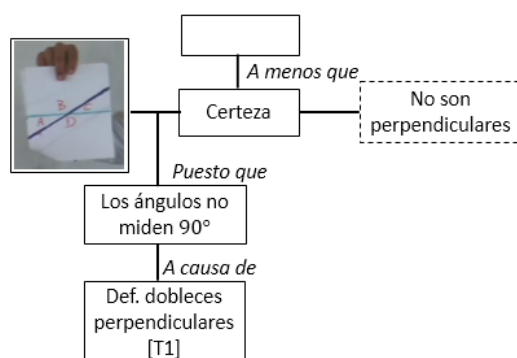 A menos que
B
C
A
D
Certeza
No son
perpendiculares
Puesto que
Los ángulos no
miden 90°
A causa de
Def. dobleces
perpendiculares
[T1]